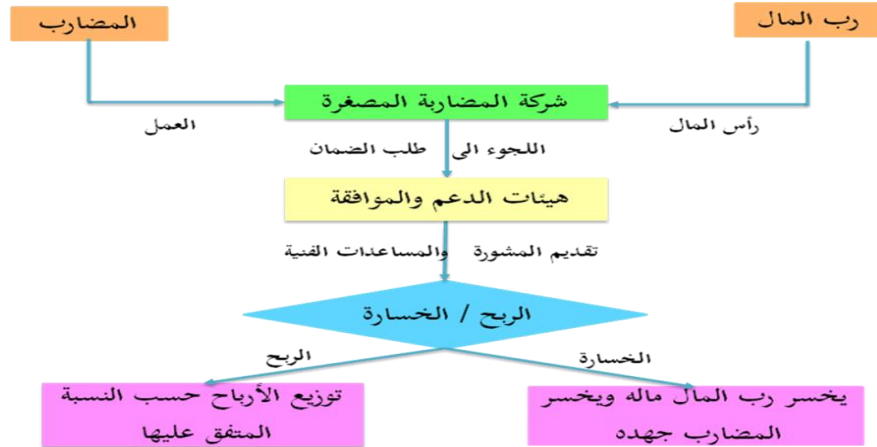 رب المال
المضارب
شركة المضاربة المصغرة
رأس المال
العمل
اللجوء الى طلب الضمان
هيئات الدعم والموافقة
تقديم المشورة والمساعدات الفنية
الربح / الخسارة
الخسارة
الربح
يخسر رب المال ماله ويخسر
المضارب جهده
توزيع الأرباح حسب النسبة
المتفق عليها